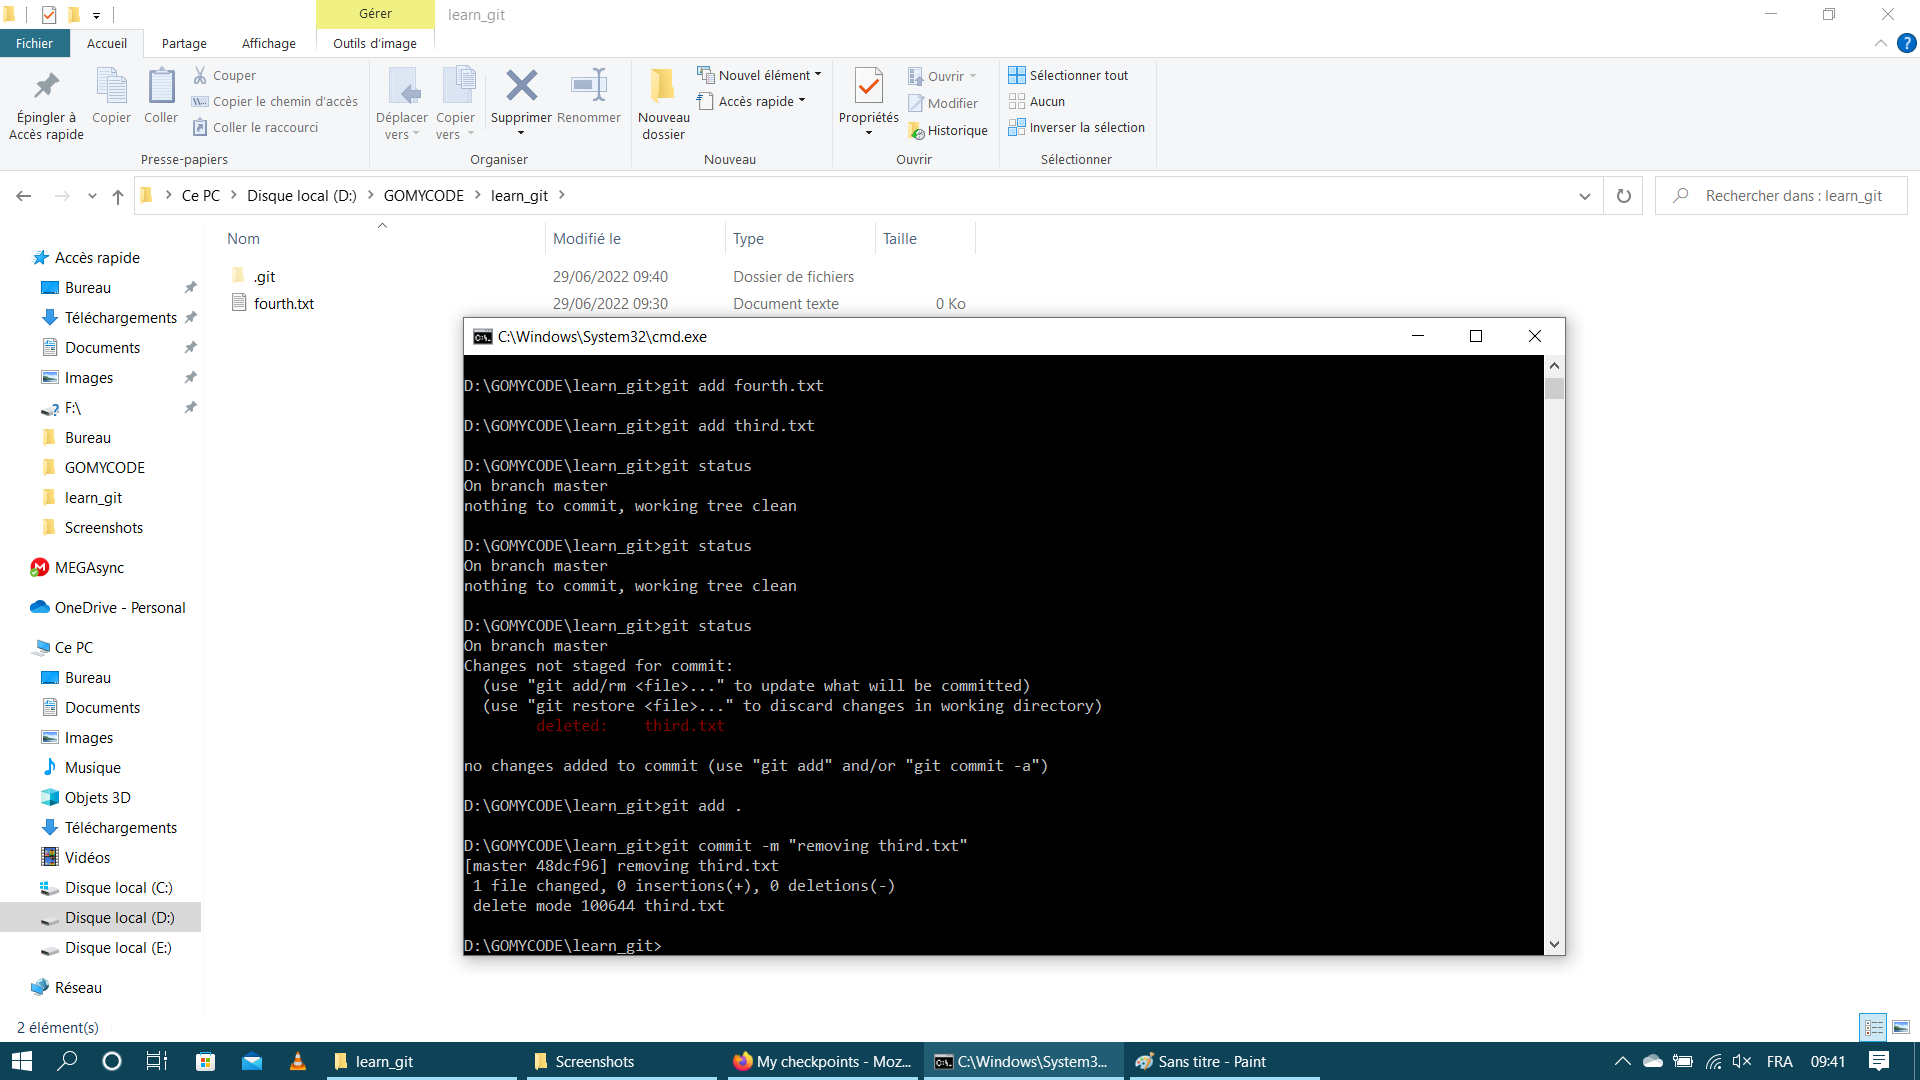 Gérer
learn_git
Fichier
Accueil
Partage
Affichage
Outils d'image
Épingler à
Accès rapide
Copier
Coller
Couper
Copier le chemin d'accès
Coller le raccourci
Presse-papiers
Déplacer
vers
Copier
vers
Supprimer
Renommer
Organiser
Nouveau
dossier
Nouvel élément
Accès rapide
Nouveau
Propriétés
Ouvrir
Modifier
Historique
Ouvrir
Sélectionner tout
Aucun
Inverser la sélection
Sélectionner
Ce PC
Disque local (D:)
GOMYCODE
learn_git
Rechercher dans : learn_git
Nom
Modifié le
Type
Taille
.git
29/06/2022 09:40
Dossier de fichiers
fourth.txt
29/06/2022 09:30
Document texte
0 Ko
Accès rapide
Bureau
Téléchargements
Documents
Images
F:\
Bureau
GOMYCODE
learn_git
Screenshots
MEGAsync
OneDrive - Personal
Ce PC
Bureau
Documents
Images
Musique
Objets 3D
Téléchargements
Vidéos
Disque local (C:)
Disque local (D:)
Disque local (E:)
Réseau
2 élément(s)
C:\Windows\System32\cmd.exe
D:\GOMYCODE\learn_git>git add fourth.txt
D:\GOMYCODE\learn_git>git add third.txt
D:\GOMYCODE\learn_git>git status
On branch master
nothing to commit, working tree clean
D:\GOMYCODE\learn_git>git status
On branch master
nothing to commit, working tree clean
D:\GOMYCODE\learn_git>git status
On branch master
Changes not staged for commit:
  (use "git add/rm <file>..." to update what will be committed)
  (use "git restore <file>..." to discard changes in working directory)
        deleted:    third.txt
no changes added to commit (use "git add" and/or "git commit -a")
D:\GOMYCODE\learn_git>git add .
D:\GOMYCODE\learn_git>git commit -m "removing third.txt"
[master 48dcf96] removing third.txt
 1 file changed, 0 insertions(+), 0 deletions(-)
 delete mode 100644 third.txt
D:\GOMYCODE\learn_git>
learn_git
Screenshots
My checkpoints - Moz...
C:\Windows\System3...
Sans titre - Paint
FRA
09:41